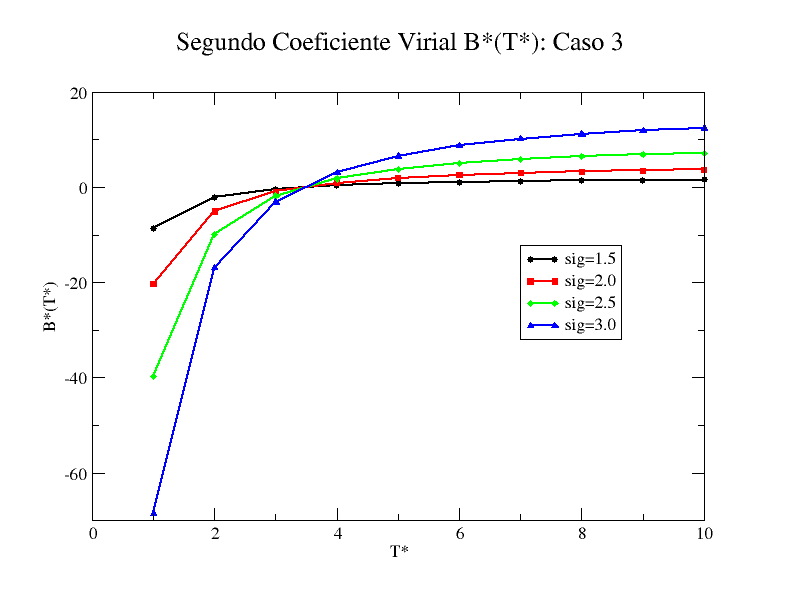 Segundo Coeficiente Virial B*(T*): Caso 3
20
0
-20
-40
-60
B*(T*)
sig=1.5
sig=2.0
sig=2.5
sig=3.0
0 2 4 6 8 10
T*